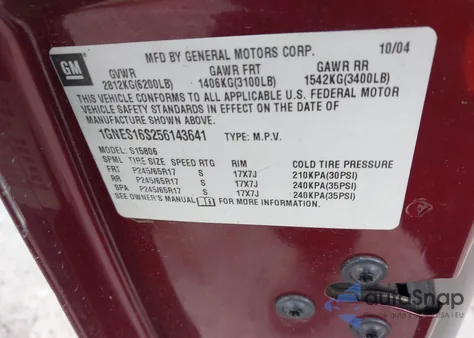 GM
MFD BY GENERAL MOTORS CORP. 10/04
GVWR GAWR FRT GAWR RR
2812KG(6200LB) 1406KG(3100LB) 1542KG(3400LB)
THIS VEHICLE CONFORMS TO ALL APPLICABLE U.S. FEDERAL MOTOR
VEHICLE SAFETY STANDARDS IN EFFECT ON THE DATE OF
MANUFACTURE SHOWN ABOVE.
1GNES16S256143641 TYPE: M.P.V.
MODEL: S15806
SPML TIRE SIZE SPEED RTG RIM COLD TIRE PRESSURE
FRT P245/65R17 S 17X7J 210KPA(30PSI)
RR P245/65R17 S 17X7J 240KPA(35PSI)
SPA P245/65R17 S 17X7J 240KPA(35PSI)
SEE OWNER'S MANUAL FOR MORE INFORMATION.
autoSnap